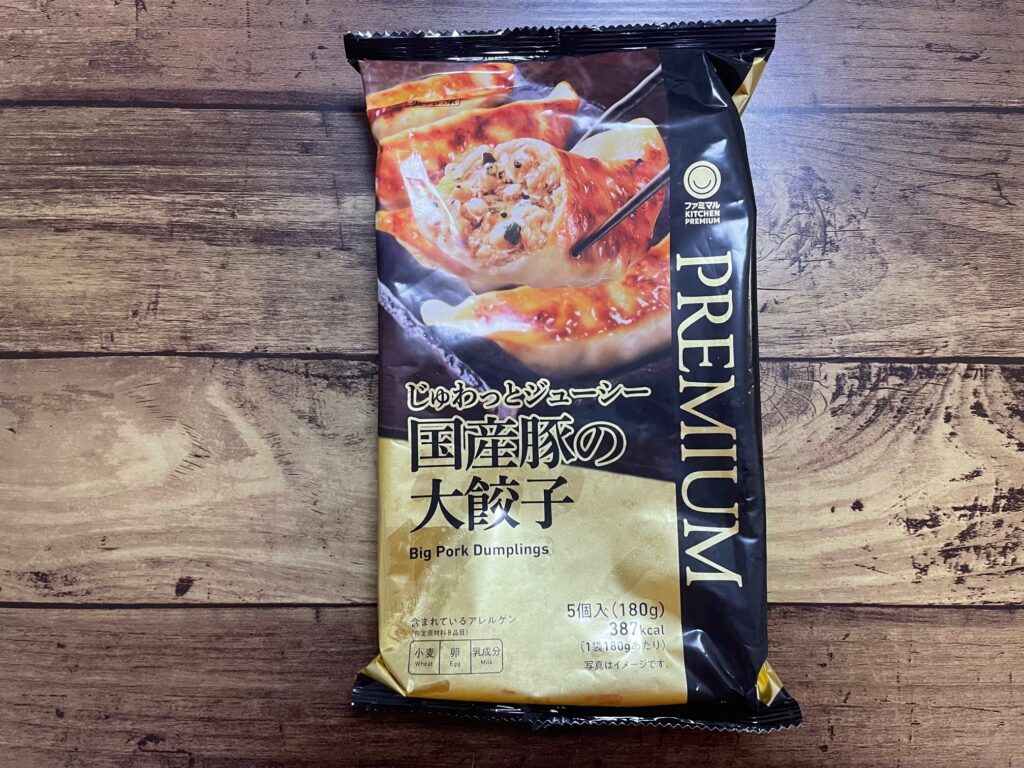 ファミマル
KITCHEN
PREMIUM
PREMIUM
じゅわっとジューシー
国産豚の
大餃子
Big Pork Dumplings
5個入(180g)
387kcal
(1袋180gあたり)
写真はイメージです。
含まれているアレルゲン
(特定原材料8品目)
小麦 卵 乳成分
Wheat Egg Milk